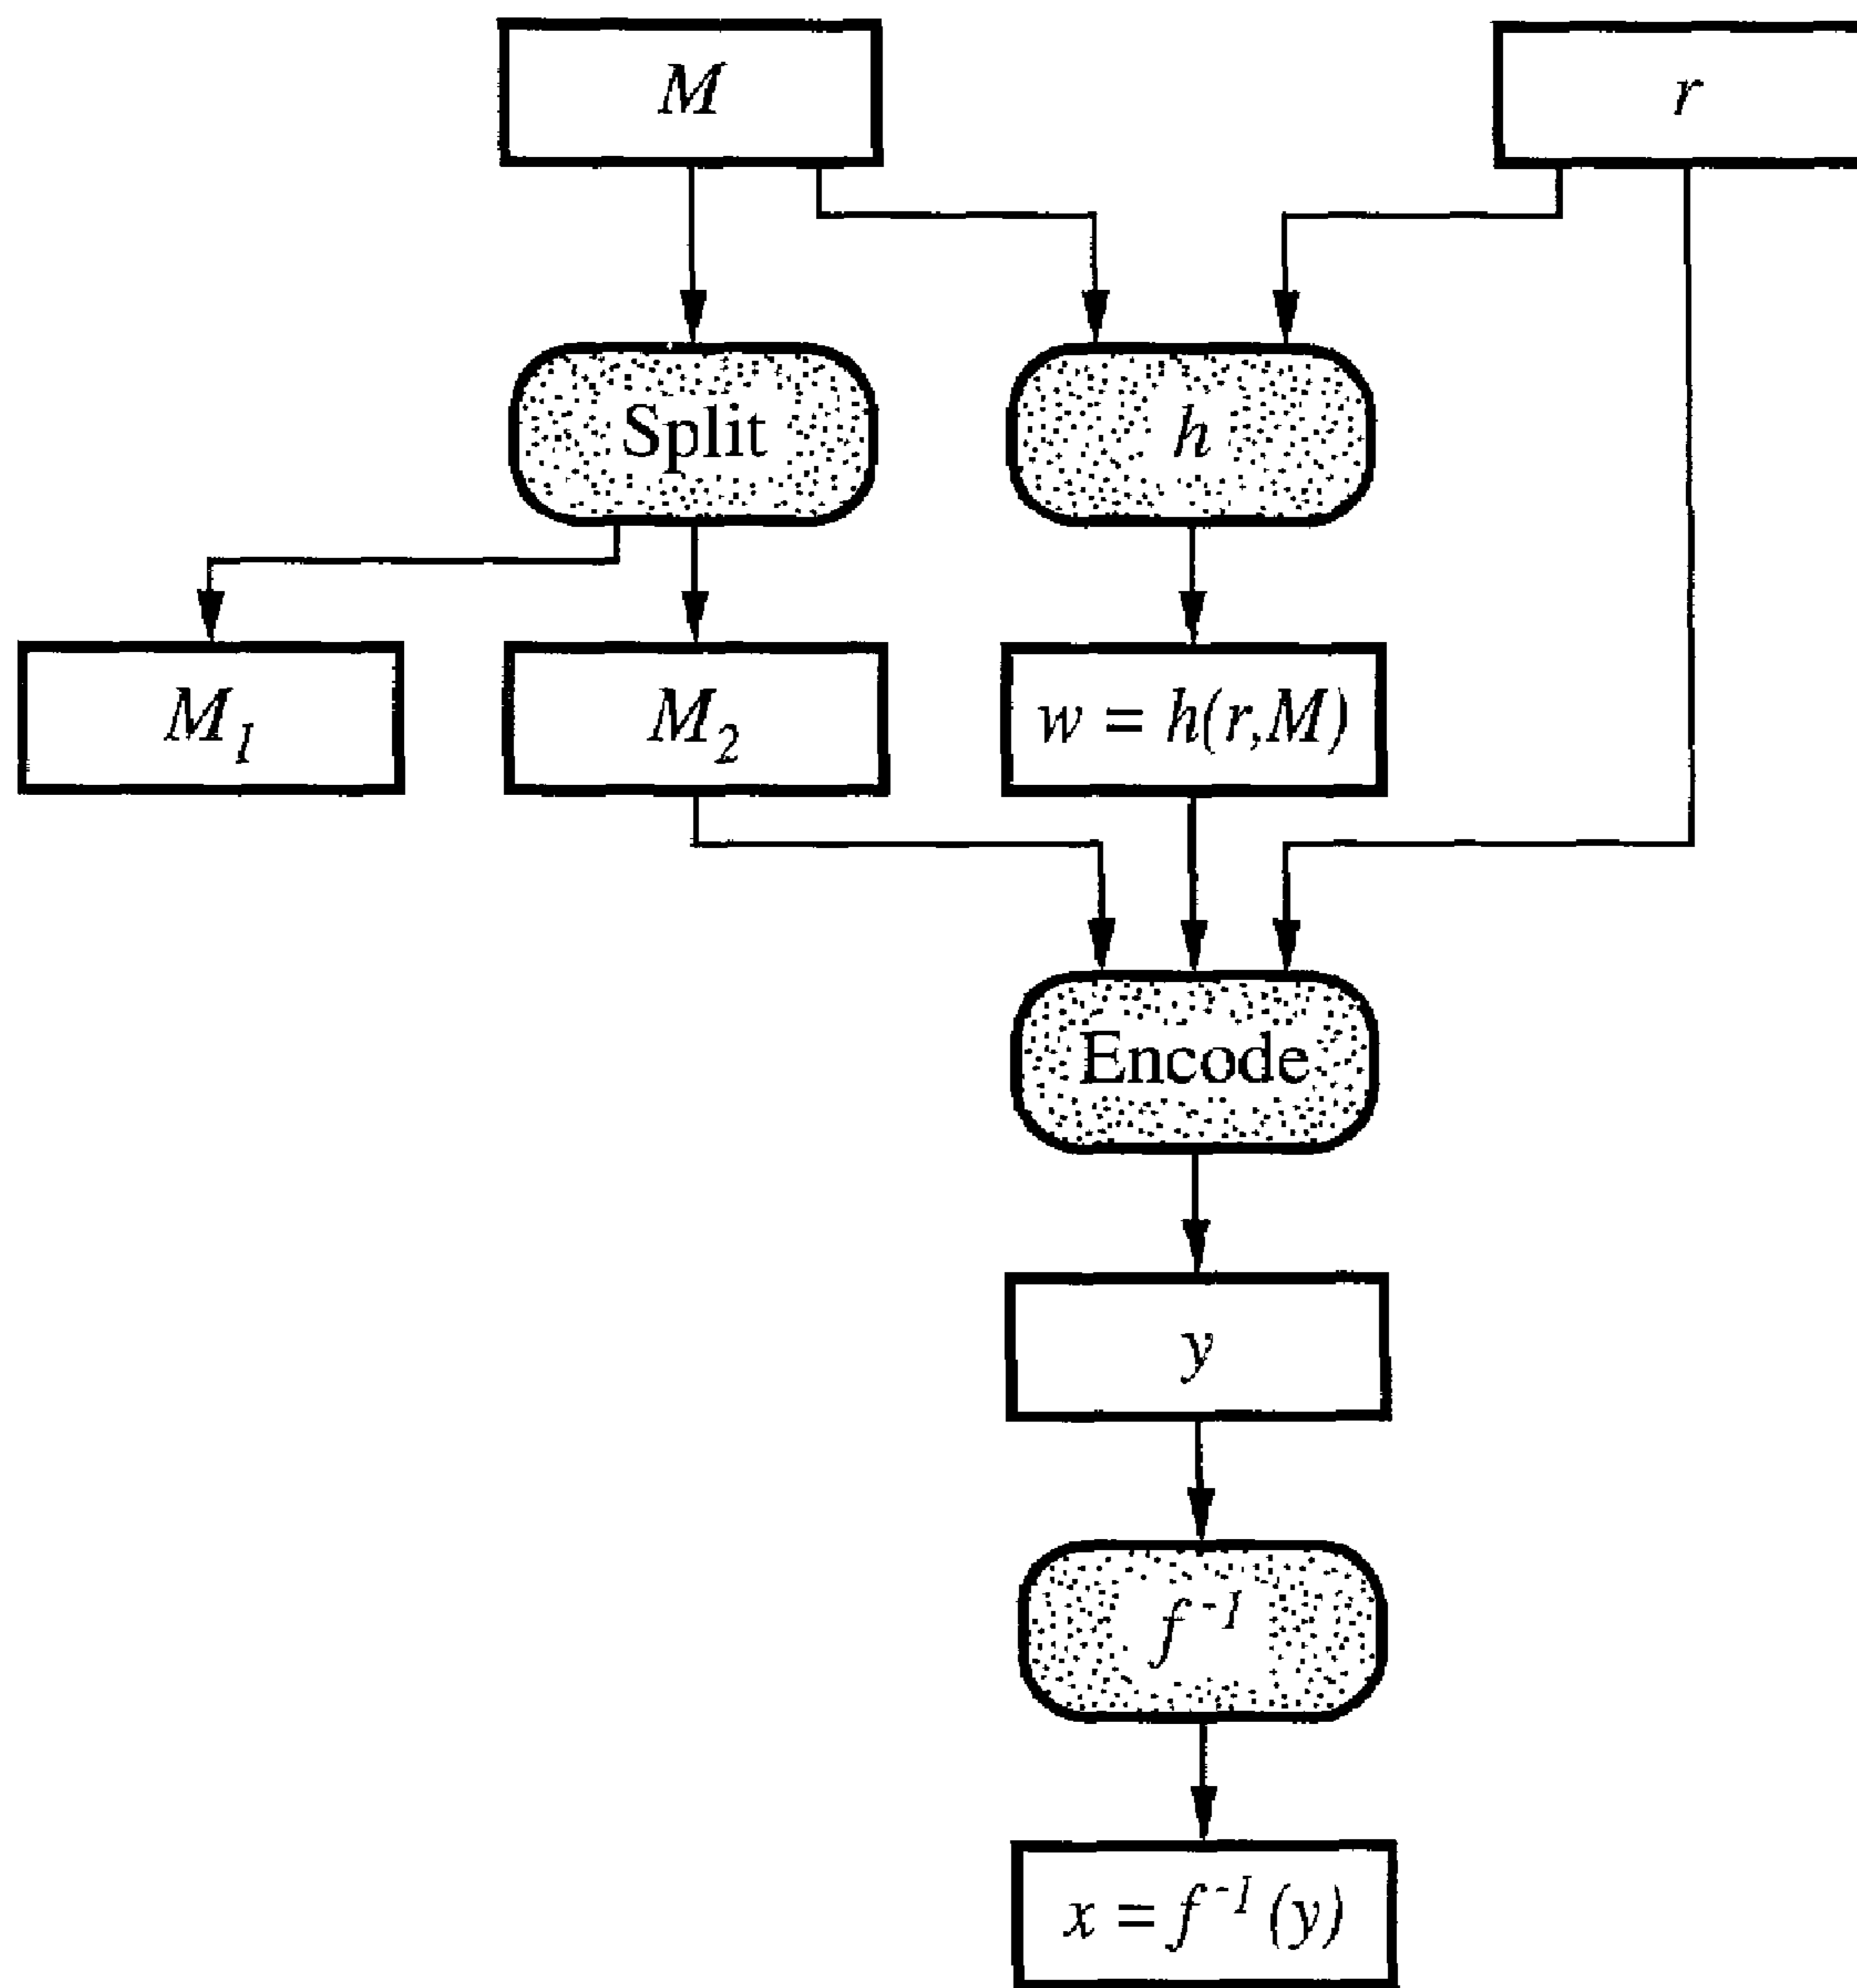 M
r
Split
h
M₁
M₂
w = h(r,M)
Encode
y
f⁻¹
x = f⁻¹(y)